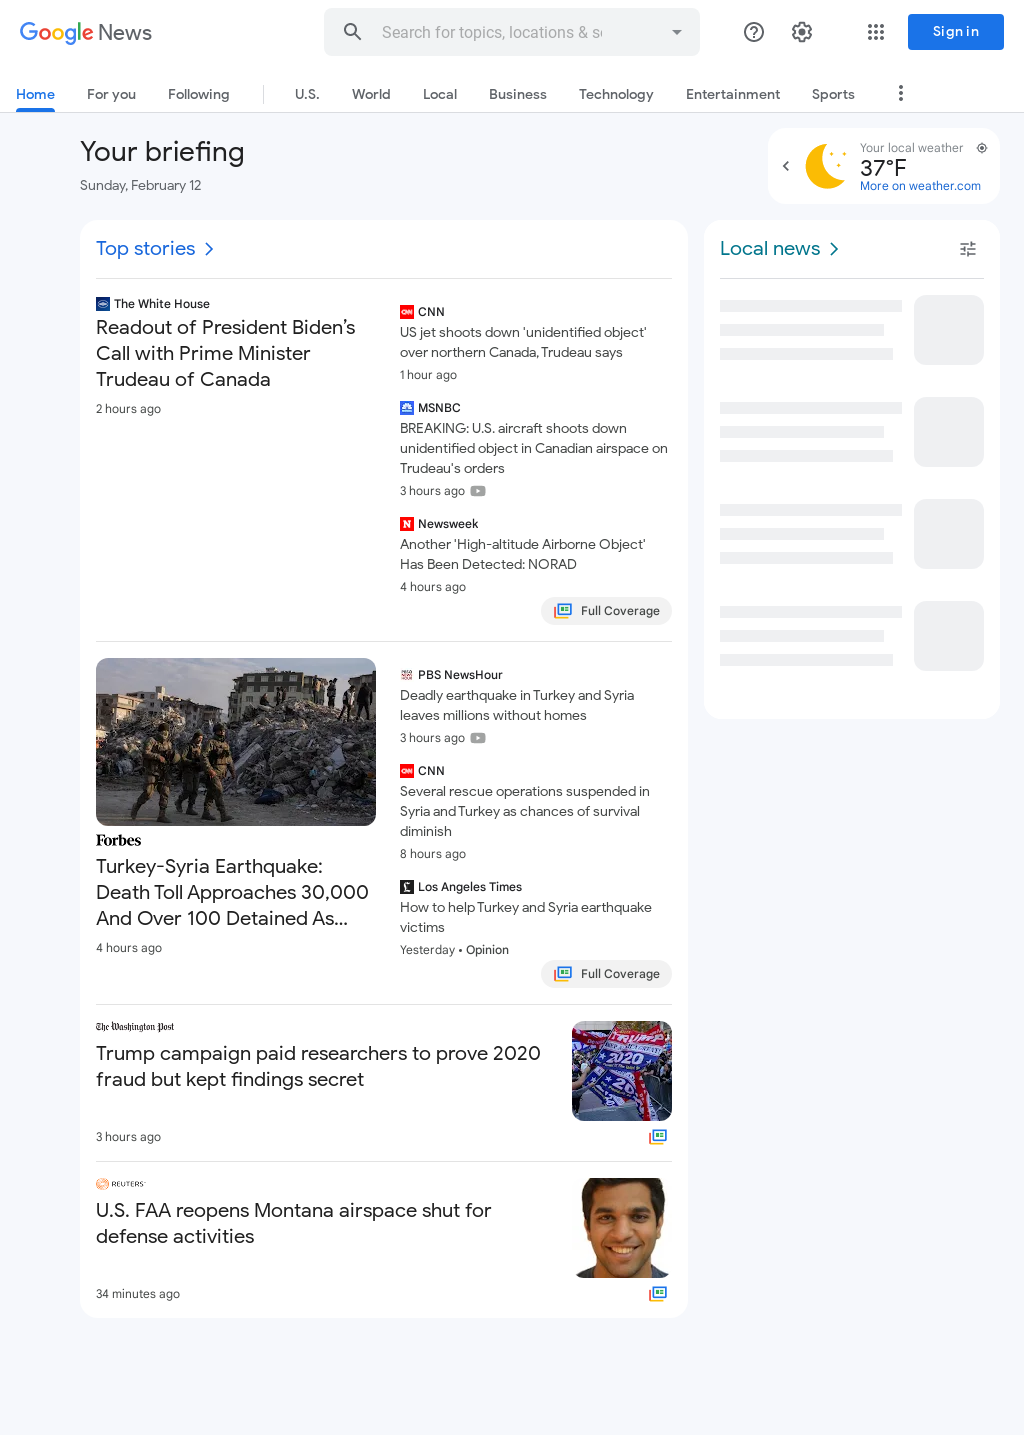 Google News
Search for topics, locations & so
Sign in
Home For you Following U.S. World Local Business Technology Entertainment Sports
Your briefing
Sunday, February 12
Your local weather
37°F
More on weather.com
Top stories
The White House
Readout of President Biden’s
Call with Prime Minister
Trudeau of Canada
2 hours ago
CNN
US jet shoots down 'unidentified object'
over northern Canada, Trudeau says
1 hour ago
MSNBC
BREAKING: U.S. aircraft shoots down
unidentified object in Canadian airspace on
Trudeau's orders
3 hours ago
Newsweek
Another 'High-altitude Airborne Object'
Has Been Detected: NORAD
4 hours ago
Full Coverage
Forbes
Turkey-Syria Earthquake:
Death Toll Approaches 30,000
And Over 100 Detained As...
4 hours ago
PBS NewsHour
Deadly earthquake in Turkey and Syria
leaves millions without homes
3 hours ago
CNN
Several rescue operations suspended in
Syria and Turkey as chances of survival
diminish
8 hours ago
Los Angeles Times
How to help Turkey and Syria earthquake
victims
Yesterday • Opinion
Full Coverage
The Washington Post
Trump campaign paid researchers to prove 2020
fraud but kept findings secret
3 hours ago
TRUMP
2020
REUTERS
U.S. FAA reopens Montana airspace shut for
defense activities
34 minutes ago
Local news